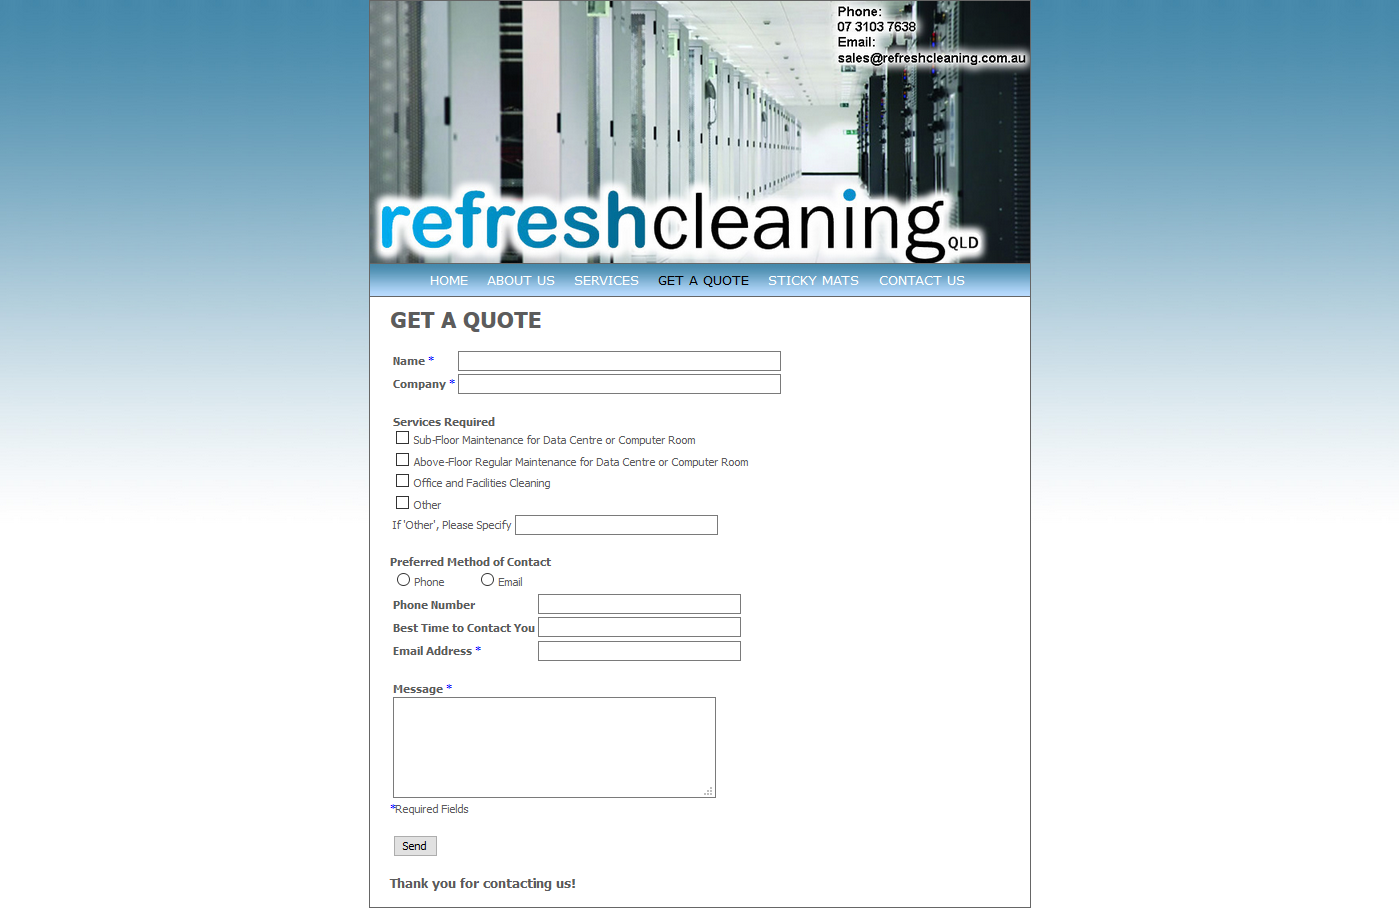 Phone:
07 3103 7638
Email:
sales@refreshcleaning.com.au
refreshcleaning QLD
HOME ABOUT US SERVICES GET A QUOTE STICKY MATS CONTACT US
GET A QUOTE
Name *
Company *
Services Required
Sub-Floor Maintenance for Data Centre or Computer Room
Above-Floor Regular Maintenance for Data Centre or Computer Room
Office and Facilities Cleaning
Other
If 'Other', Please Specify
Preferred Method of Contact
Phone Email
Phone Number
Best Time to Contact You
Email Address *
Message *
*Required Fields
Send
Thank you for contacting us!